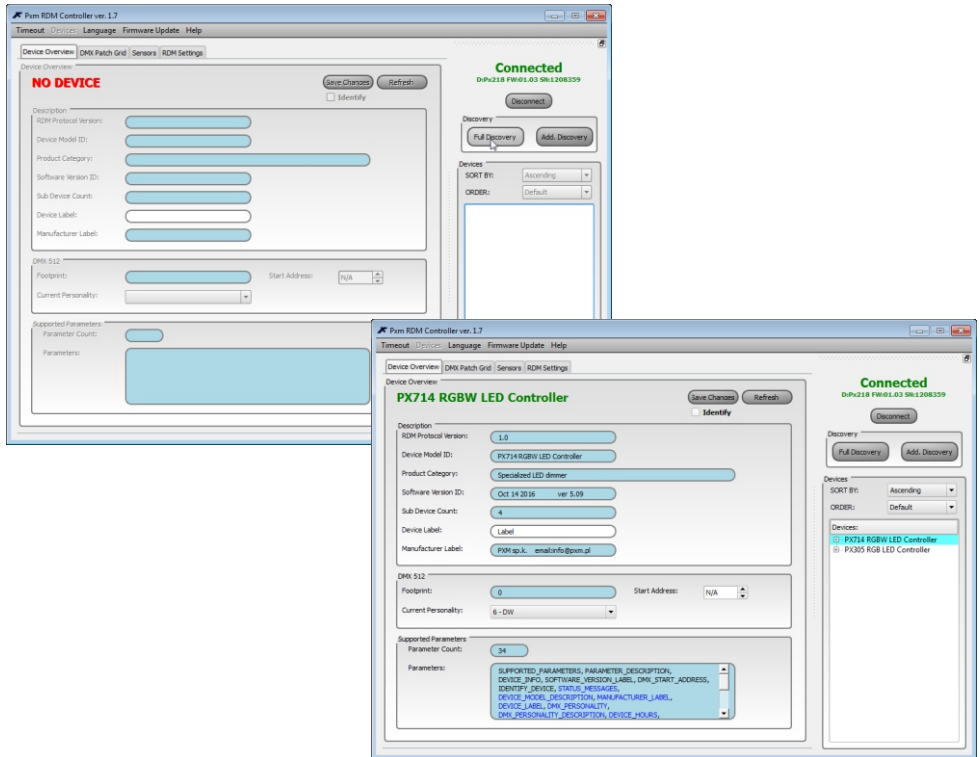 Pxm RDM Controller ver. 1.7
Timeout Devices Language Firmware Update Help
Device Overview DMX Patch Grid Sensors RDM Settings
Device Overview
NO DEVICE
Save Changes Refresh
Identify
Description
RDM Protocol Version:
Device Model ID:
Product Category:
Software Version ID:
Sub Device Count:
Device Label:
Manufacturer Label:
DMX 512
Footprint: Start Address: N/A
Current Personality:
Supported Parameters
Parameter Count:
Parameters:
Connected
D:Px218 FW:01.03 SN:1208359
Disconnect
Discovery
Full Discovery Add. Discovery
Devices
SORT BY: Ascending
ORDER: Default
Pxm RDM Controller ver. 1.7
Timeout Devices Language Firmware Update Help
Device Overview DMX Patch Grid Sensors RDM Settings
Device Overview
PX714 RGBW LED Controller
Save Changes Refresh
Identify
Description
RDM Protocol Version: 1.0
Device Model ID: PX714 RGBW LED Controller
Product Category: Specialized LED dimmer
Software Version ID: Oct 14 2016 ver 5.09
Sub Device Count: 4
Device Label: Label
Manufacturer Label: PXM sp.k. email:info@pxm.pl
DMX 512
Footprint: 0 Start Address: N/A
Current Personality: 6 - DW
Supported Parameters
Parameter Count: 34
Parameters: SUPPORTED_PARAMETERS, PARAMETER_DESCRIPTION,
DEVICE_INFO, SOFTWARE_VERSION_LABEL, DMX_START_ADDRESS,
IDENTIFY_DEVICE, STATUS_MESSAGES,
DEVICE_MODEL_DESCRIPTION, MANUFACTURER_LABEL,
DEVICE_LABEL, DMX_PERSONALITY,
DMX_PERSONALITY_DESCRIPTION, DEVICE_HOURS,
Connected
D:Px218 FW:01.03 SN:1208359
Disconnect
Discovery
Full Discovery Add. Discovery
Devices
SORT BY: Ascending
ORDER: Default
Devices:
PX714 RGBW LED Controller
PX305 RGB LED Controller